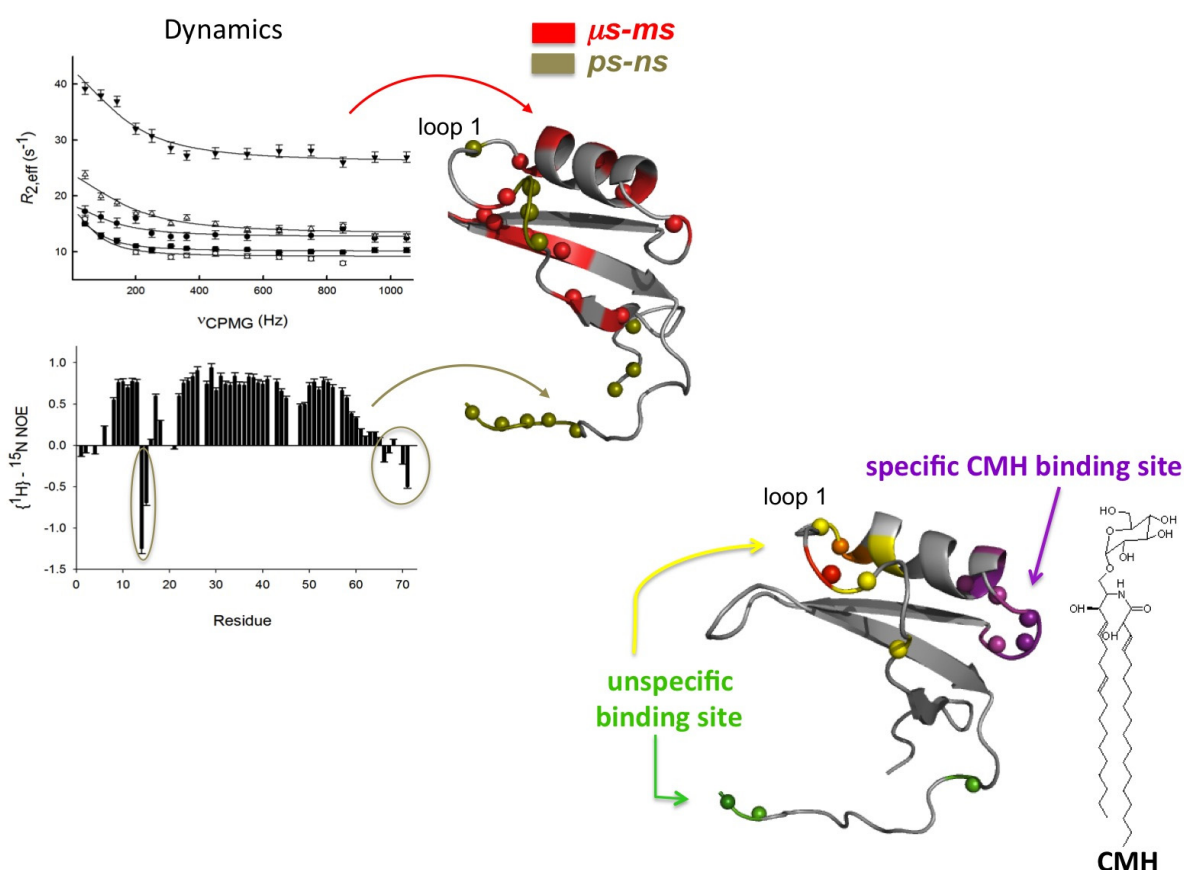 Dynamics
μs-ms
ps-ns
R2,eff (s-1)
40
30
20
10
200
400
600
800
1000
νCPMG (Hz)
loop 1
{1H} - 15N NOE
1.0
0.5
0.0
-0.5
-1.0
-1.5
0
10
20
30
40
50
60
70
Residue
specific CMH binding site
loop 1
unspecific
binding site
HO
OH
HO
OH
O
O
OH
HO
N
H
O
OH
CMH